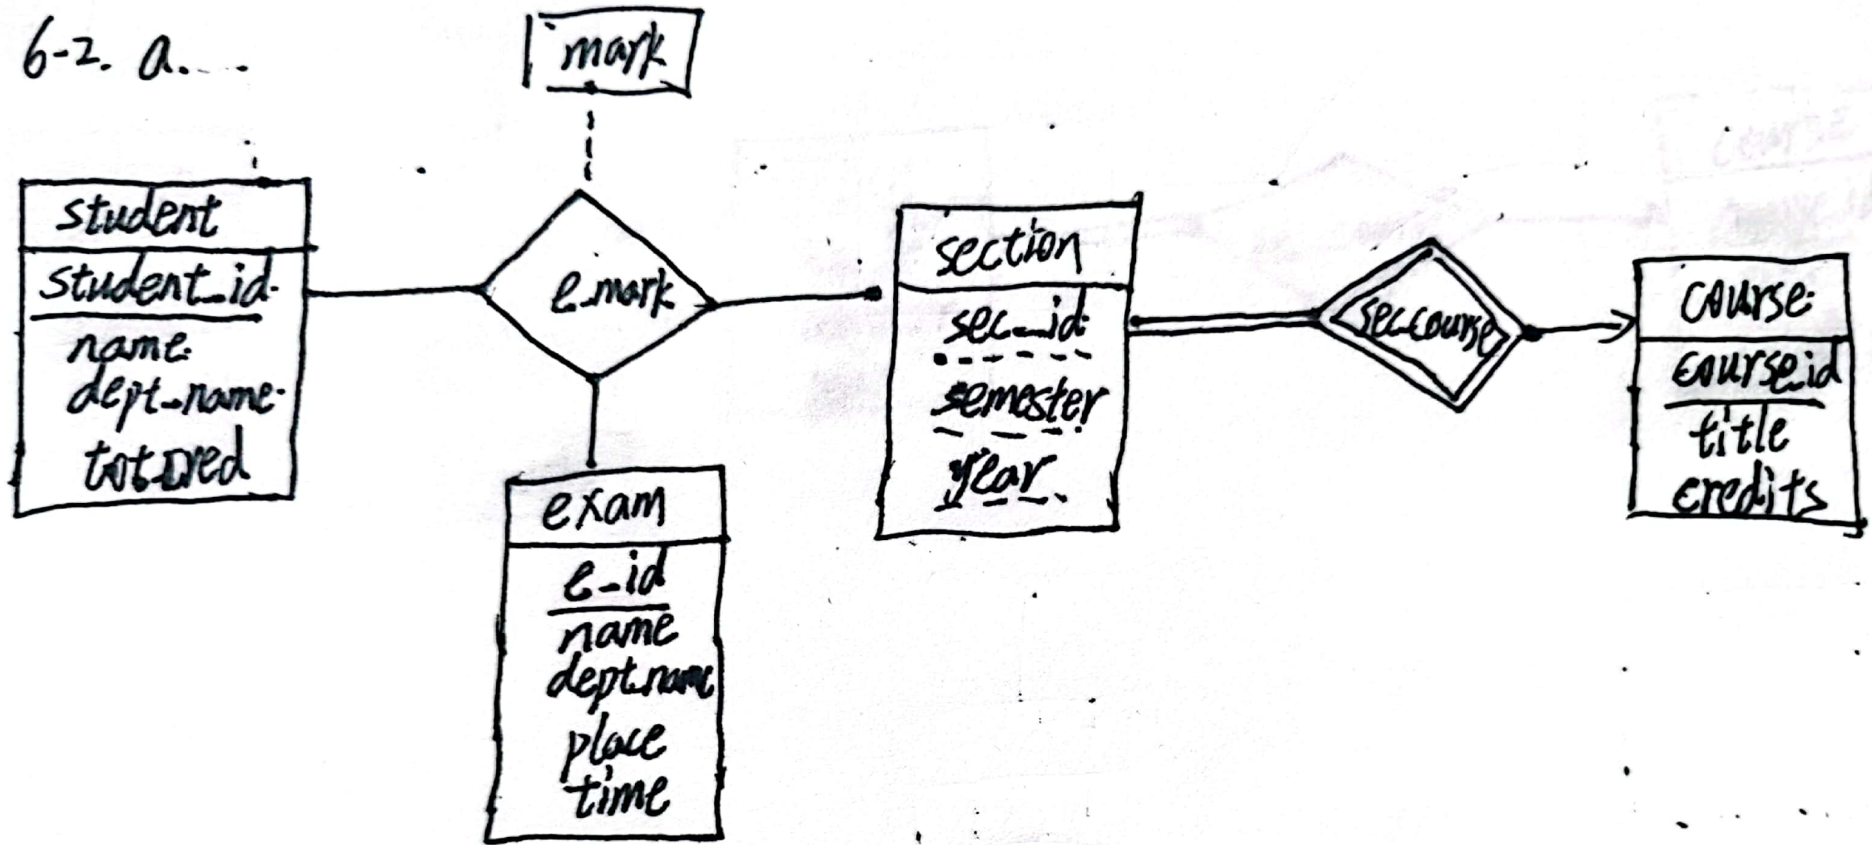 6-2. a.
mark
student
student_id
name
dept_name
tot_cred
e_mark
section
sec_id
semester
year
sec_course
course
course_id
title
credits
exam
e_id
name
dept_name
place
time